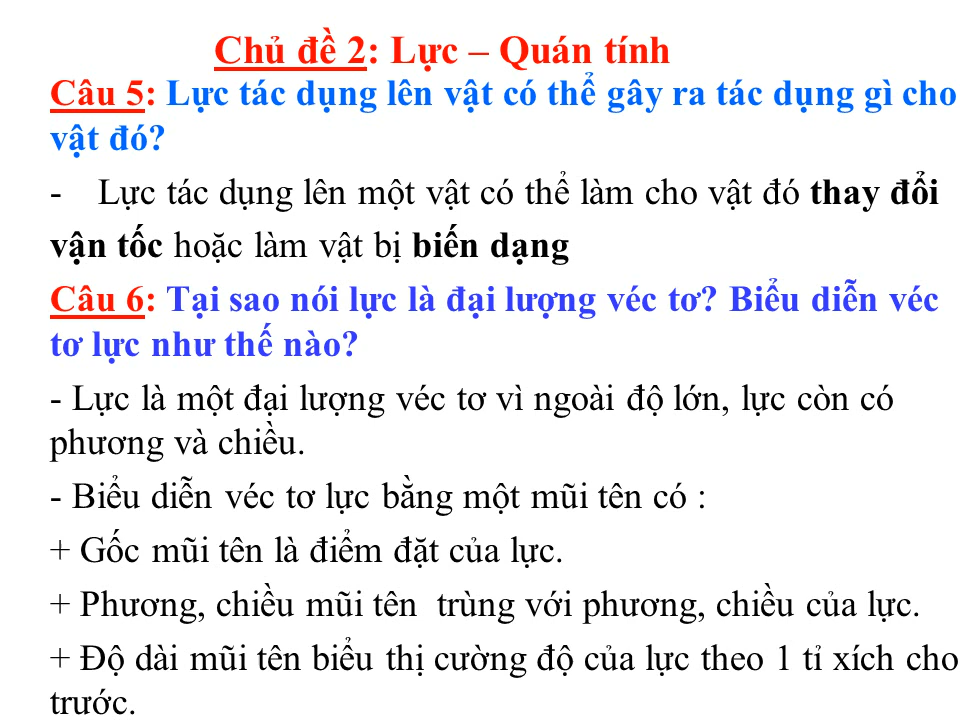 Chủ đề 2: Lực – Quán tính
Câu 5: Lực tác dụng lên vật có thể gây ra tác dụng gì cho
vật đó?
- Lực tác dụng lên một vật có thể làm cho vật đó thay đổi
vận tốc hoặc làm vật bị biến dạng
Câu 6: Tại sao nói lực là đại lượng véc tơ? Biểu diễn véc
tơ lực như thế nào?
- Lực là một đại lượng véc tơ vì ngoài độ lớn, lực còn có
phương và chiều.
- Biểu diễn véc tơ lực bằng một mũi tên có :
+ Gốc mũi tên là điểm đặt của lực.
+ Phương, chiều mũi tên trùng với phương, chiều của lực.
+ Độ dài mũi tên biểu thị cường độ của lực theo 1 tỉ xích cho
trước.